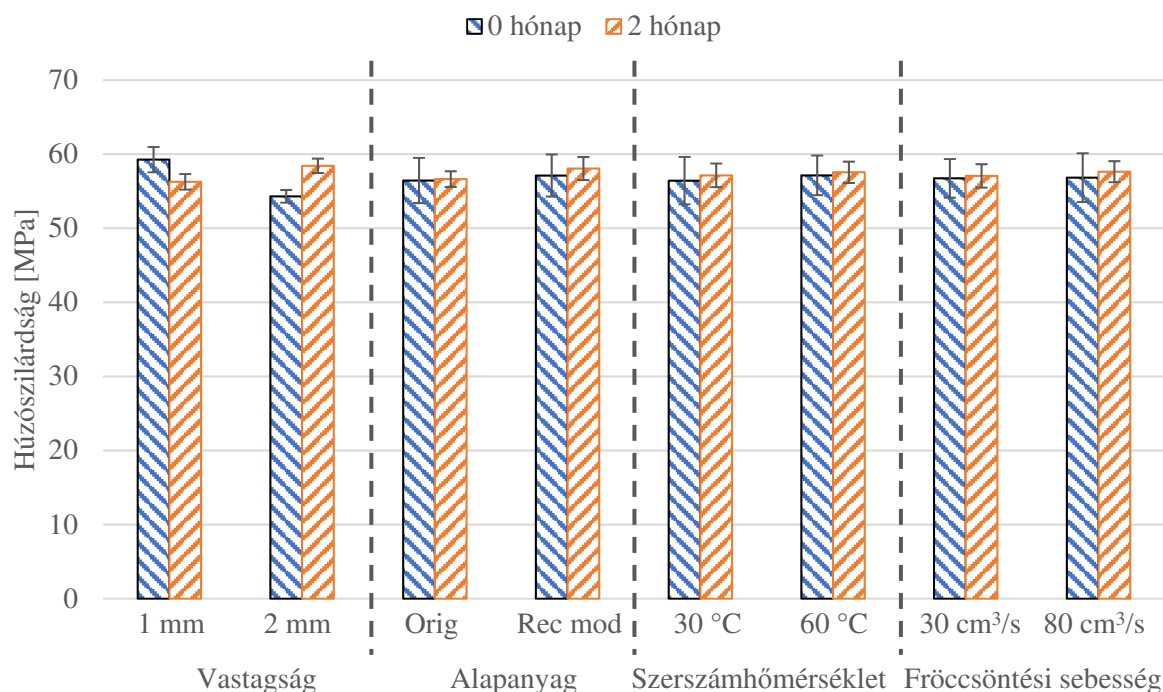 0 hónap 2 hónap
70
60
50
40
30
20
10
0
Húzószilárdság [MPa]
1 mm 2 mm Orig Rec mod 30 °C 60 °C 30 cm³/s 80 cm³/s
Vastagság Alapanyag Szerszámhőmérséklet Fröccsöntési sebesség